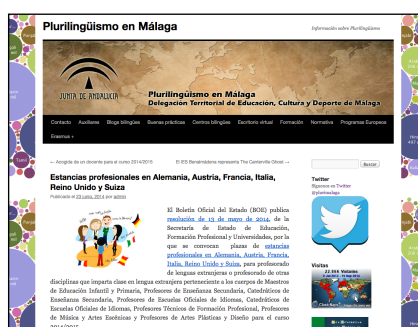 Plurilingüismo en Málaga
Información sobre Plurilingüismo
JUNTA DE ANDALUCIA
Plurilingüismo en Málaga
Delegación Territorial de Educación, Cultura y Deporte de Málaga
Contacto Auxiliares Blogs bilingües Buenas prácticas Centros bilingües Escritorio virtual Formación Normativa Programas Europeos
Erasmus +
← Acogida de un docente para el curso 2014/2015
El IES Benalmádena representa The Canterville Ghost →
Buscar
Estancias profesionales en Alemania, Austria, Francia, Italia,
Reino Unido y Suiza
Publicado el 23 junio, 2014 por admin
El Boletín Oficial del Estado (BOE) publica
resolución de 13 de mayo de 2014, de la
Secretaría de Estado de Educación,
Formación Profesional y Universidades, por la
que se convocan plazas de estancias
profesionales en Alemania, Austria, Francia,
Italia, Reino Unido y Suiza, para profesorado
de lenguas extranjeras o profesorado de otras
disciplinas que imparta clase en lengua extranjera perteneciente a los cuerpos de Maestros
de Educación Infantil y Primaria, Profesores de Enseñanza Secundaria, Catedráticos de
Enseñanza Secundaria, Profesores de Escuelas Oficiales de Idiomas, Catedráticos de
Escuelas Oficiales de Idiomas, Profesores Técnicos de Formación Profesional, Profesores
de Música y Artes Escénicas y Profesores de Artes Plásticas y Diseño para el curso
2014/2015
Twitter
Síguenos en Twitter
@plurimalaga
Visitas
Tamil